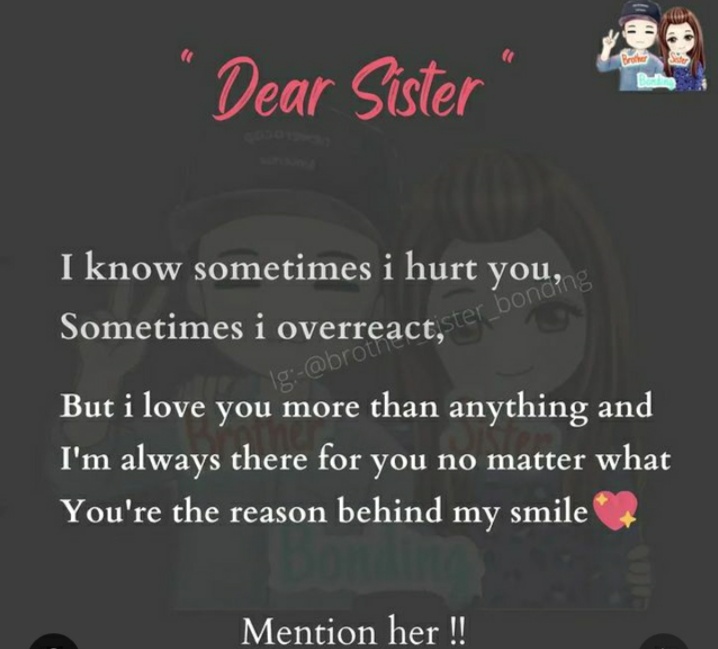 " Dear Sister "
Brother Sister
Bonding
I know sometimes i hurt you,
Sometimes i overreact,
Ig:-@brother_sister_bonding
But i love you more than anything and
I'm always there for you no matter what
You're the reason behind my smile💖
Brother Sister
Bonding
Mention her !!